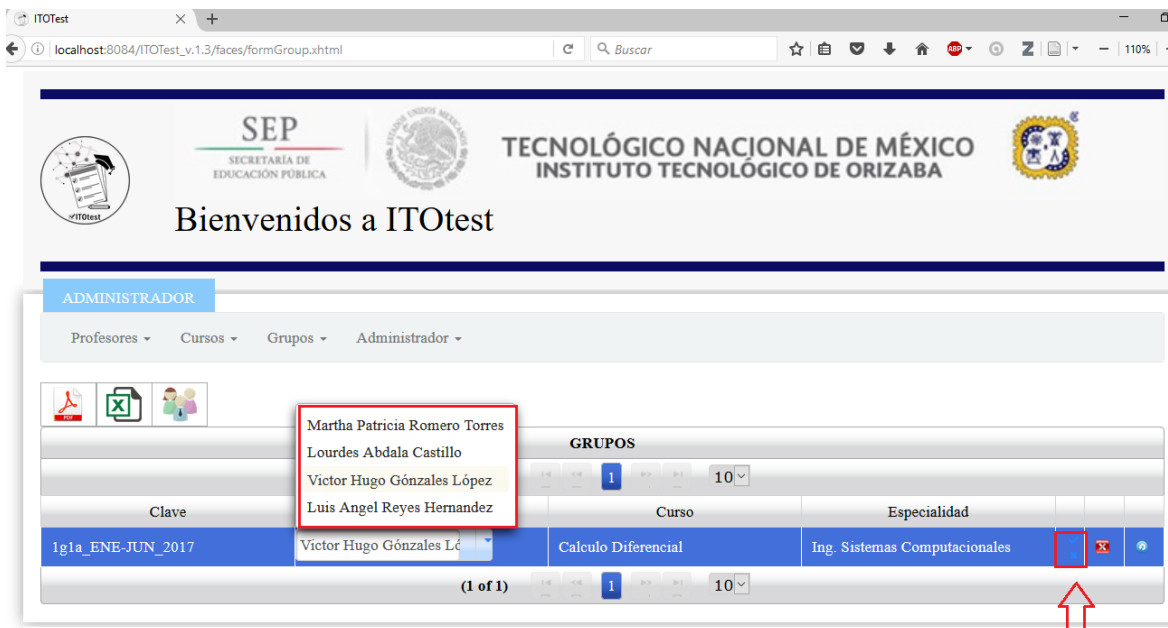 ITOTest
localhost:8084/ITOTest_v.1.3/faces/formGroup.xhtml
Buscar
ABP
110%
SEP
SECRETARÍA DE
EDUCACIÓN PÚBLICA
TECNOLÓGICO NACIONAL DE MÉXICO
INSTITUTO TECNOLÓGICO DE ORIZABA
ITOtest
Bienvenidos a ITOtest
ADMINISTRADOR
Profesores Cursos Grupos Administrador
PDF
Martha Patricia Romero Torres
Lourdes Abdala Castillo
Victor Hugo Gónzales López
Luis Angel Reyes Hernandez
GRUPOS
1 10
Clave Curso Especialidad
1g1a_ENE-JUN_2017 Victor Hugo Gónzales Ló Calculo Diferencial Ing. Sistemas Computacionales
(1 of 1) 1 10